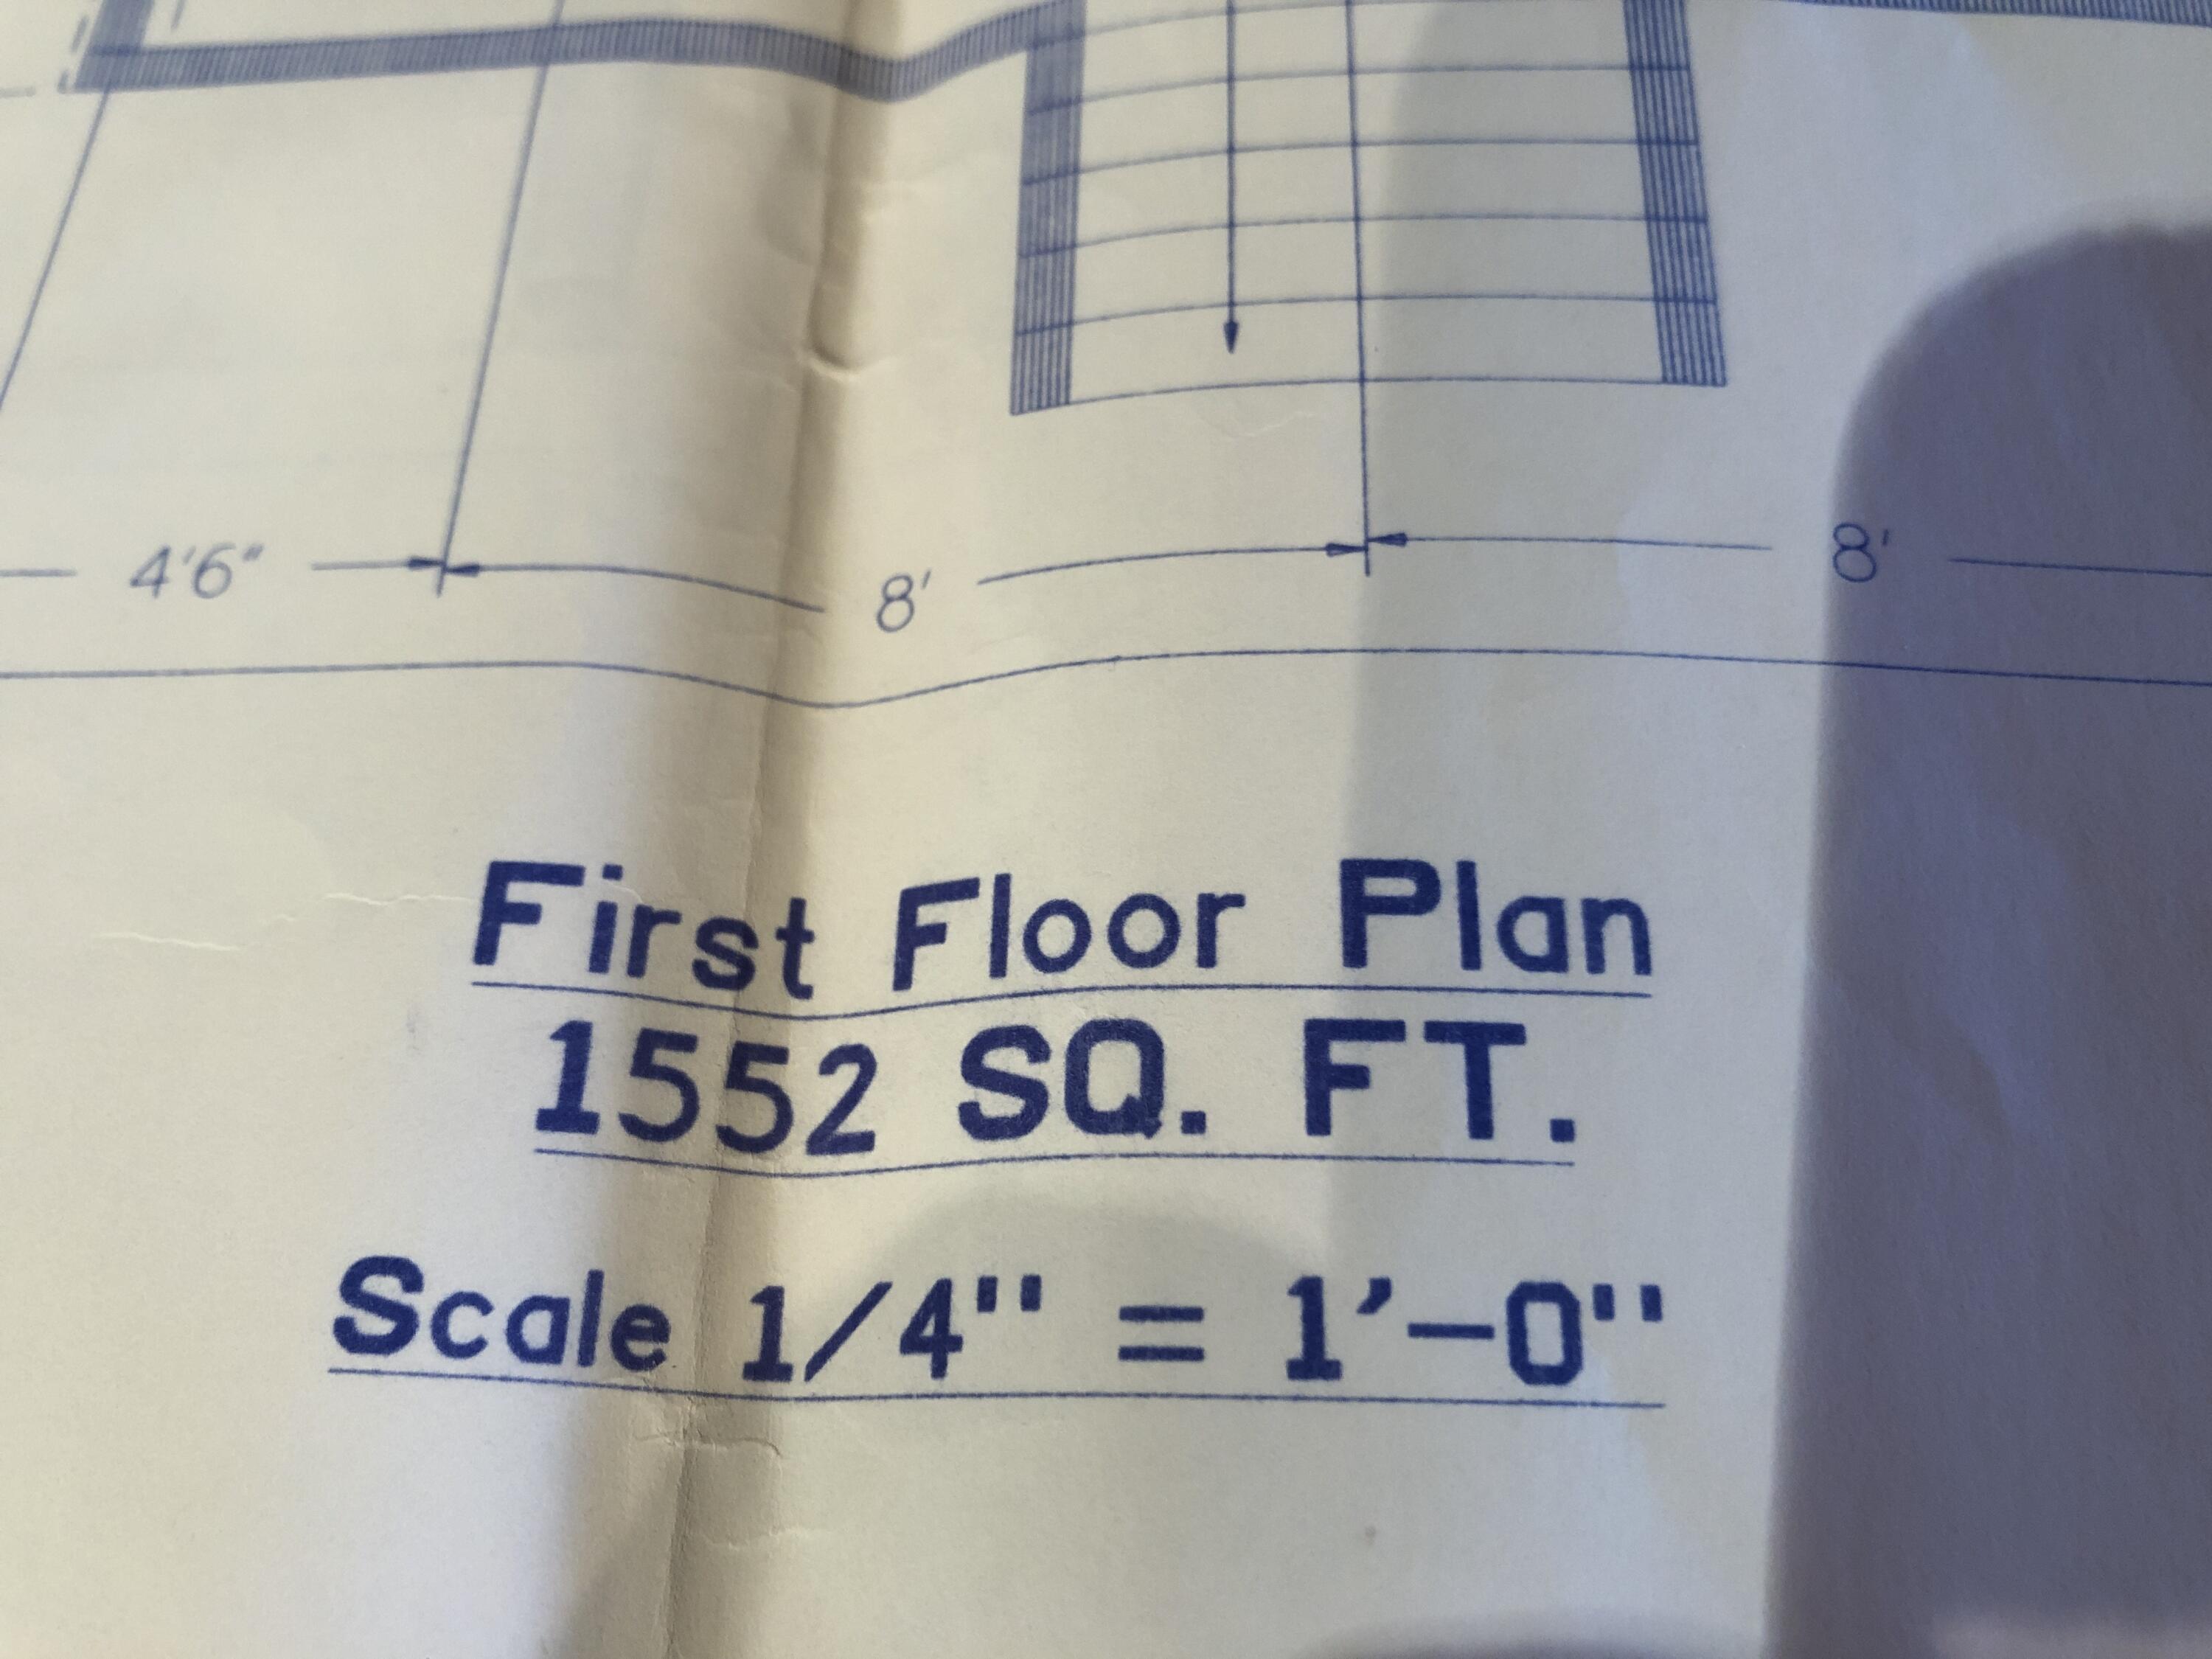 4'6" 8' 8'
First Floor Plan
1552 SQ. FT.
Scale 1/4" = 1'-0"